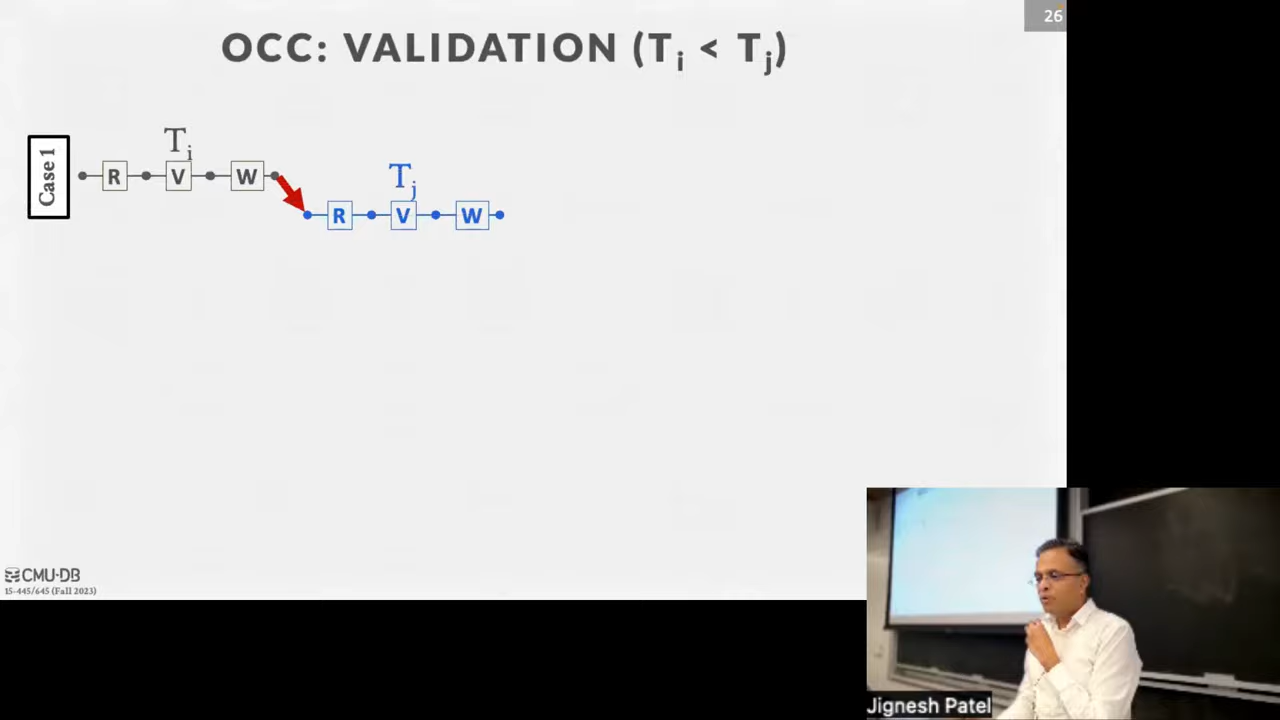 26
OCC: VALIDATION (Ti < Tj)
Case 1
Ti
R V W
Tj
R V W
CMU·DB
15-445/645 (Fall 2023)
Jignesh Patel